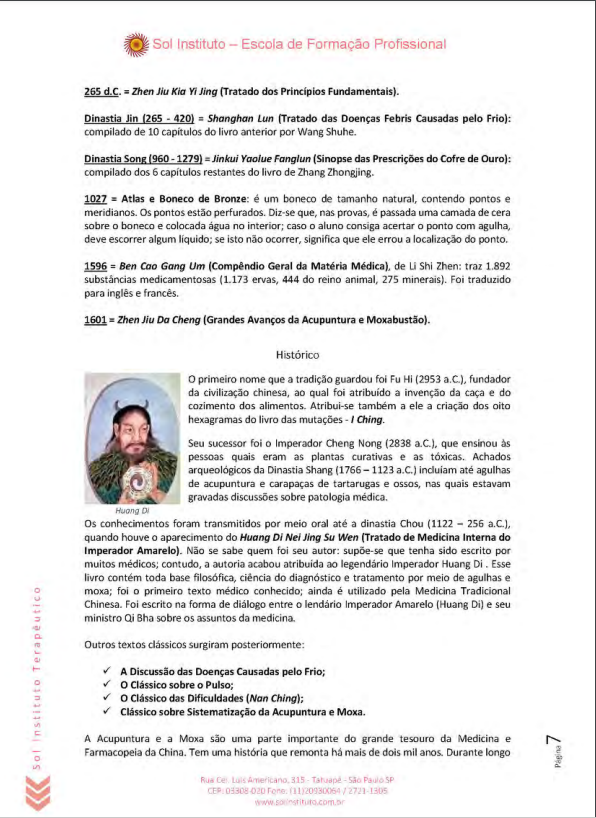 Sol Instituto – Escola de Formação Profissional
265 d.C. = Zhen Jiu Kia Yi Jing (Tratado dos Princípios Fundamentais).
Dinastia Jin (265 - 420) = Shanghan Lun (Tratado das Doenças Febris Causadas pelo Frio):
compilado de 10 capítulos do livro anterior por Wang Shuhe.
Dinastia Song (960 - 1279) = Jinkui Yaolue Fanglun (Sinopse das Prescrições do Cofre de Ouro):
compilado dos 6 capítulos restantes do livro de Zhang Zhongjing.
1027 = Atlas e Boneco de Bronze: é um boneco de tamanho natural, contendo pontos e
meridianos. Os pontos estão perfurados. Diz-se que, nas provas, é passada uma camada de cera
sobre o boneco e colocada água no interior; caso o aluno consiga acertar o ponto com agulha,
deve escorrer algum líquido; se isto não ocorrer, significa que ele errou a localização do ponto.
1596 = Ben Cao Gang Um (Compêndio Geral da Matéria Médica), de Li Shi Zhen: traz 1.892
substâncias medicamentosas (1.173 ervas, 444 do reino animal, 275 minerais). Foi traduzido
para inglês e francês.
1601 = Zhen Jiu Da Cheng (Grandes Avanços da Acupuntura e Moxabustão).
Histórico
O primeiro nome que a tradição guardou foi Fu Hi (2953 a.C.), fundador
da civilização chinesa, ao qual foi atribuído a invenção da caça e do
cozimento dos alimentos. Atribui-se também a ele a criação dos oito
hexagramas do livro das mutações - I Ching.
Seu sucessor foi o Imperador Cheng Nong (2838 a.C.), que ensinou às
pessoas quais eram as plantas curativas e as tóxicas. Achados
arqueológicos da Dinastia Shang (1766 – 1123 a.C.) incluíam até agulhas
de acupuntura e carapaças de tartarugas e ossos, nas quais estavam
gravadas discussões sobre patologia médica.
Huang Di
Os conhecimentos foram transmitidos por meio oral até a dinastia Chou (1122 – 256 a.C.),
quando houve o aparecimento do Huang Di Nei Jing Su Wen (Tratado de Medicina Interna do
Imperador Amarelo). Não se sabe quem foi seu autor: supõe-se que tenha sido escrito por
muitos médicos; contudo, a autoria acabou atribuída ao legendário Imperador Huang Di . Esse
livro contém toda base filosófica, ciência do diagnóstico e tratamento por meio de agulhas e
moxa; foi o primeiro texto médico conhecido; ainda é utilizado pela Medicina Tradicional
Chinesa. Foi escrito na forma de diálogo entre o lendário Imperador Amarelo (Huang Di) e seu
ministro Qi Bha sobre os assuntos da medicina.
Outros textos clássicos surgiram posteriormente:
✓ A Discussão das Doenças Causadas pelo Frio;
✓ O Clássico sobre o Pulso;
✓ O Clássico das Dificuldades (Nan Ching);
✓ Clássico sobre Sistematização da Acupuntura e Moxa.
A Acupuntura e a Moxa são uma parte importante do grande tesouro da Medicina e
Farmacopeia da China. Tem uma história que remonta há mais de dois mil anos. Durante longo
Sol Instituto Terapêutico
Página 7
Rua Cel. Luis Americano, 315 - Tatuapé - São Paulo SP
CEP: 03308-020 Fone: (11)20930064 / 2721-1305
www.solinstituto.com.br